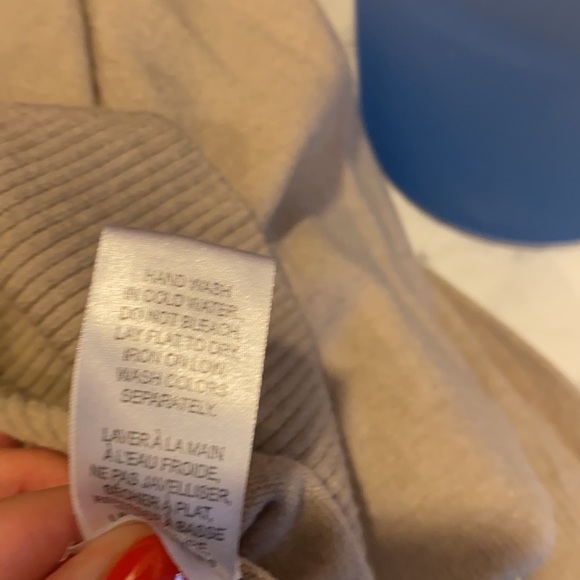 HAND WASH
IN COLD WATER.
DO NOT BLEACH.
LAY FLAT TO DRY.
IRON ON LOW.
WASH COLORS
SEPARATELY.
LAVER À LA MAIN
À L'EAU FROIDE,
NE PAS JAVELLISER,
SÉCHER À PLAT,
À BASSE